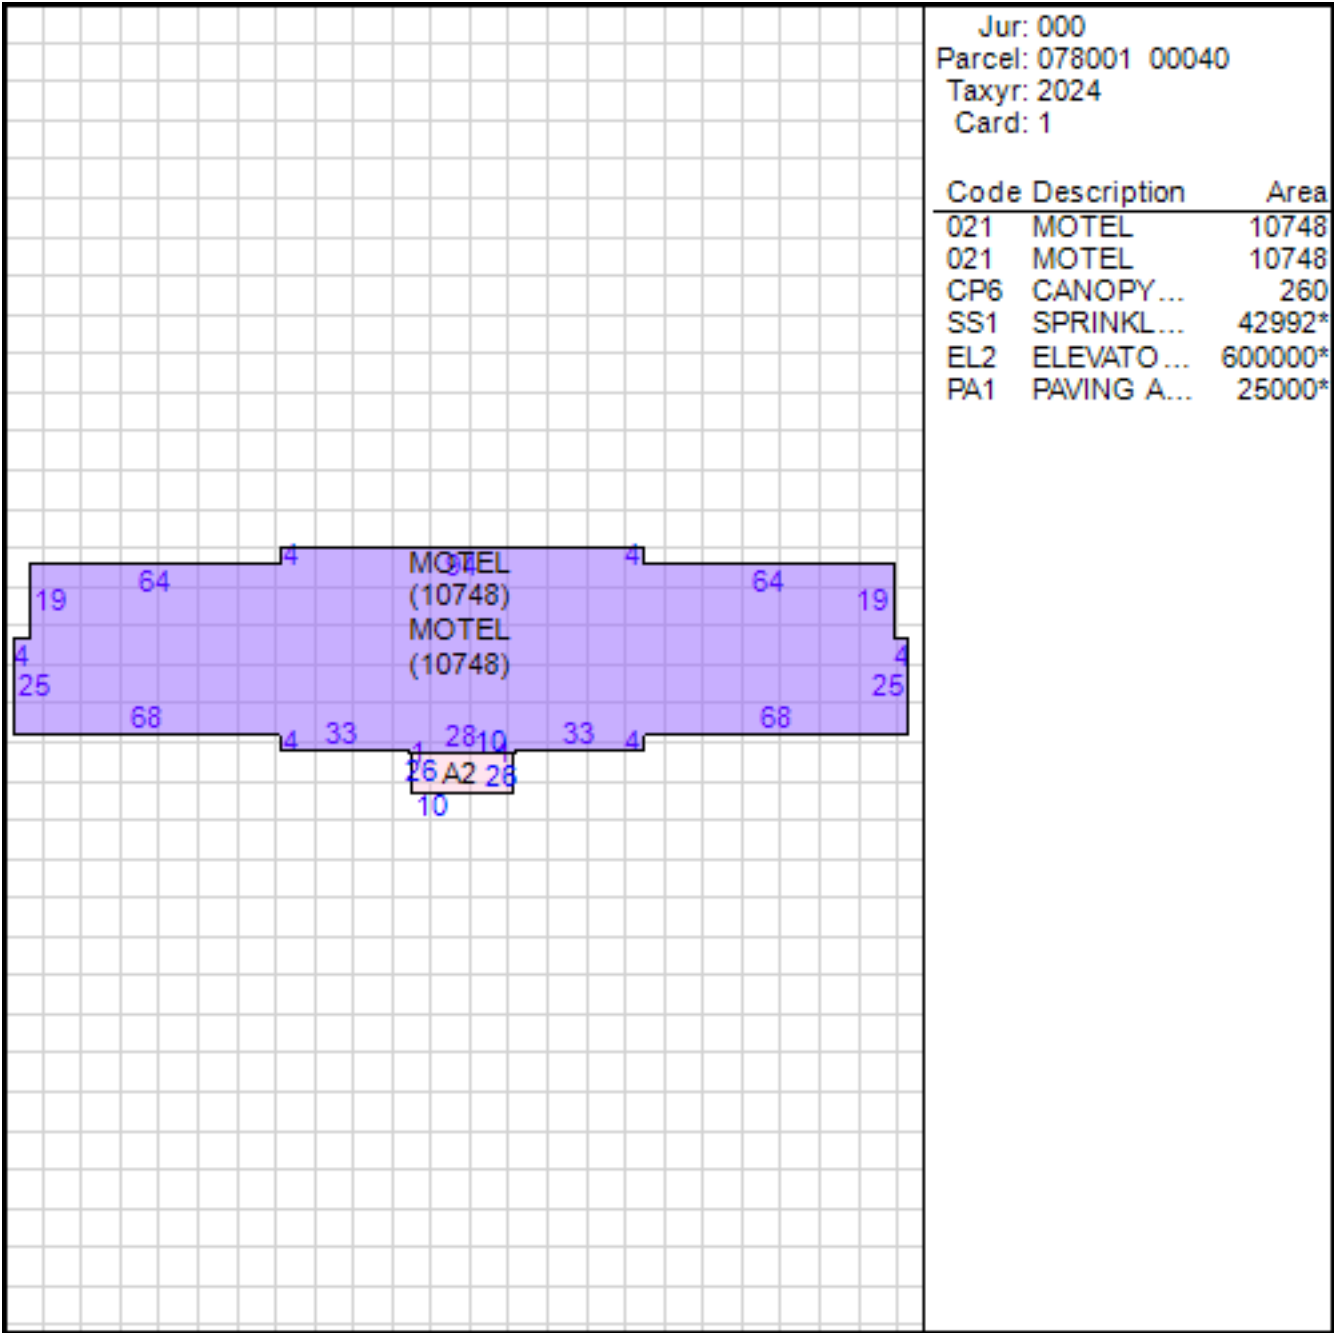 Jur: 000
Parcel: 078001 00040
Taxyr: 2024
Card: 1
Code Description Area
021 MOTEL 10748
021 MOTEL 10748
CP6 CANOPY... 260
SS1 SPRINKL... 42992*
EL2 ELEVATO... 600000*
PA1 PAVING A... 25000*
4 MOTEL 94 4
64 64
(10748)
19 19
MOTEL
4 4
(10748)
25 25
68 68
4 33 28 10 33 4
1
26 A2 26
10